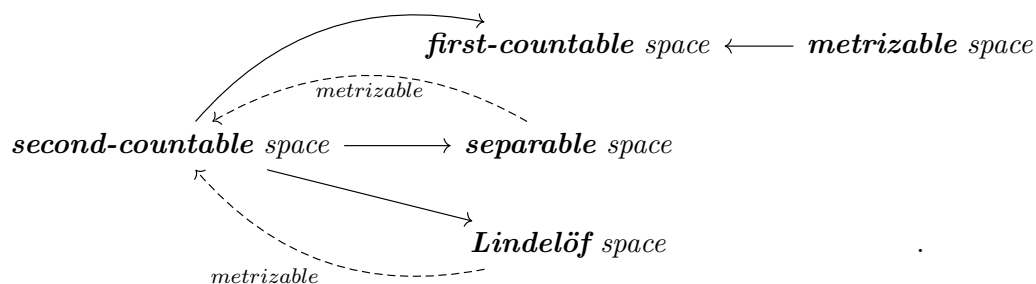 first-countable space metrizable space
metrizable
second-countable space separable space
Lindelöf space .
metrizable